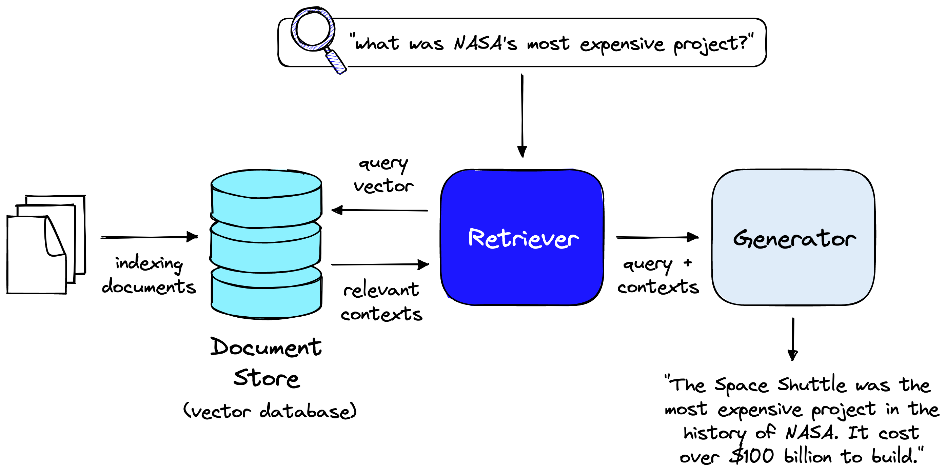 "what was NASA's most expensive project?"
query
vector
Retriever
Generator
indexing
documents
relevant
contexts
query +
contexts
Document
Store
(vector database)
"The Space Shuttle was the
most expensive project in the
history of NASA. It cost
over $100 billion to build."